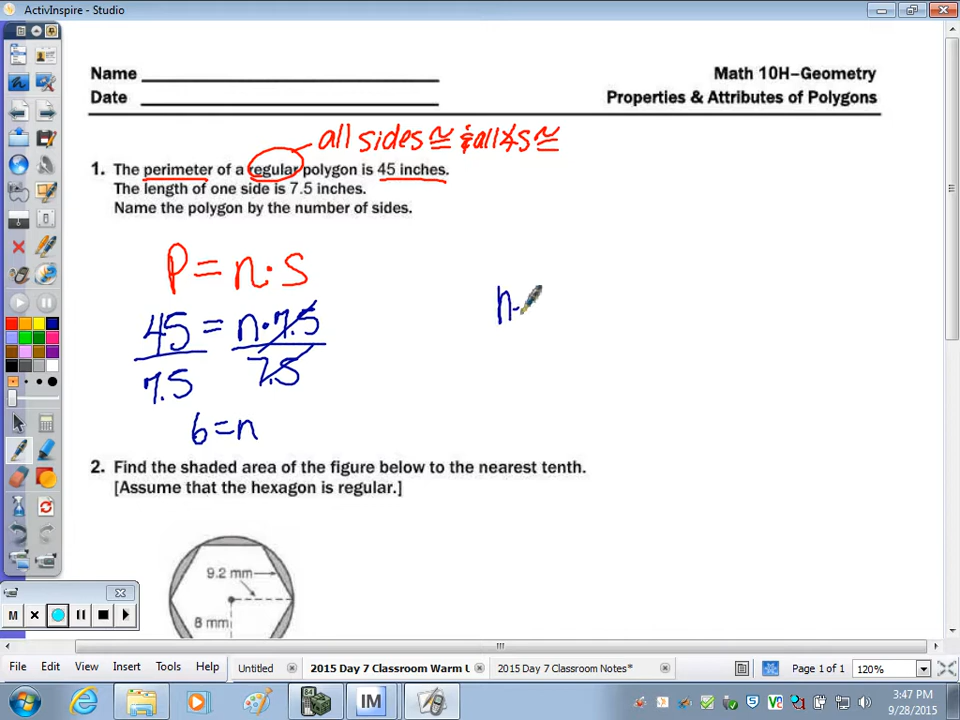 ActivInspire - Studio
Name
Math 10H–Geometry
Date
Properties & Attributes of Polygons
all sides ≅ & all ∡s ≅
1. The perimeter of a regular polygon is 45 inches.
The length of one side is 7.5 inches.
Name the polygon by the number of sides.
P = n · s
45 = n · 7.5
7.5 7.5
n·
6 = n
2. Find the shaded area of the figure below to the nearest tenth.
[Assume that the hexagon is regular.]
9.2 mm
8 mm
M
File Edit View Insert Tools Help Untitled 2015 Day 7 Classroom Warm U 2015 Day 7 Classroom Notes* Page 1 of 1 120%
IM
3:47 PM
9/28/2015